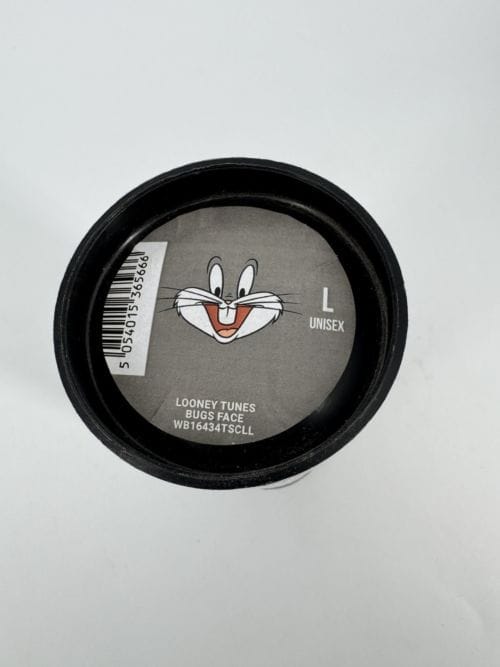 5 054015 365666
L
UNISEX
LOONEY TUNES
BUGS FACE
WB16434TSCLL